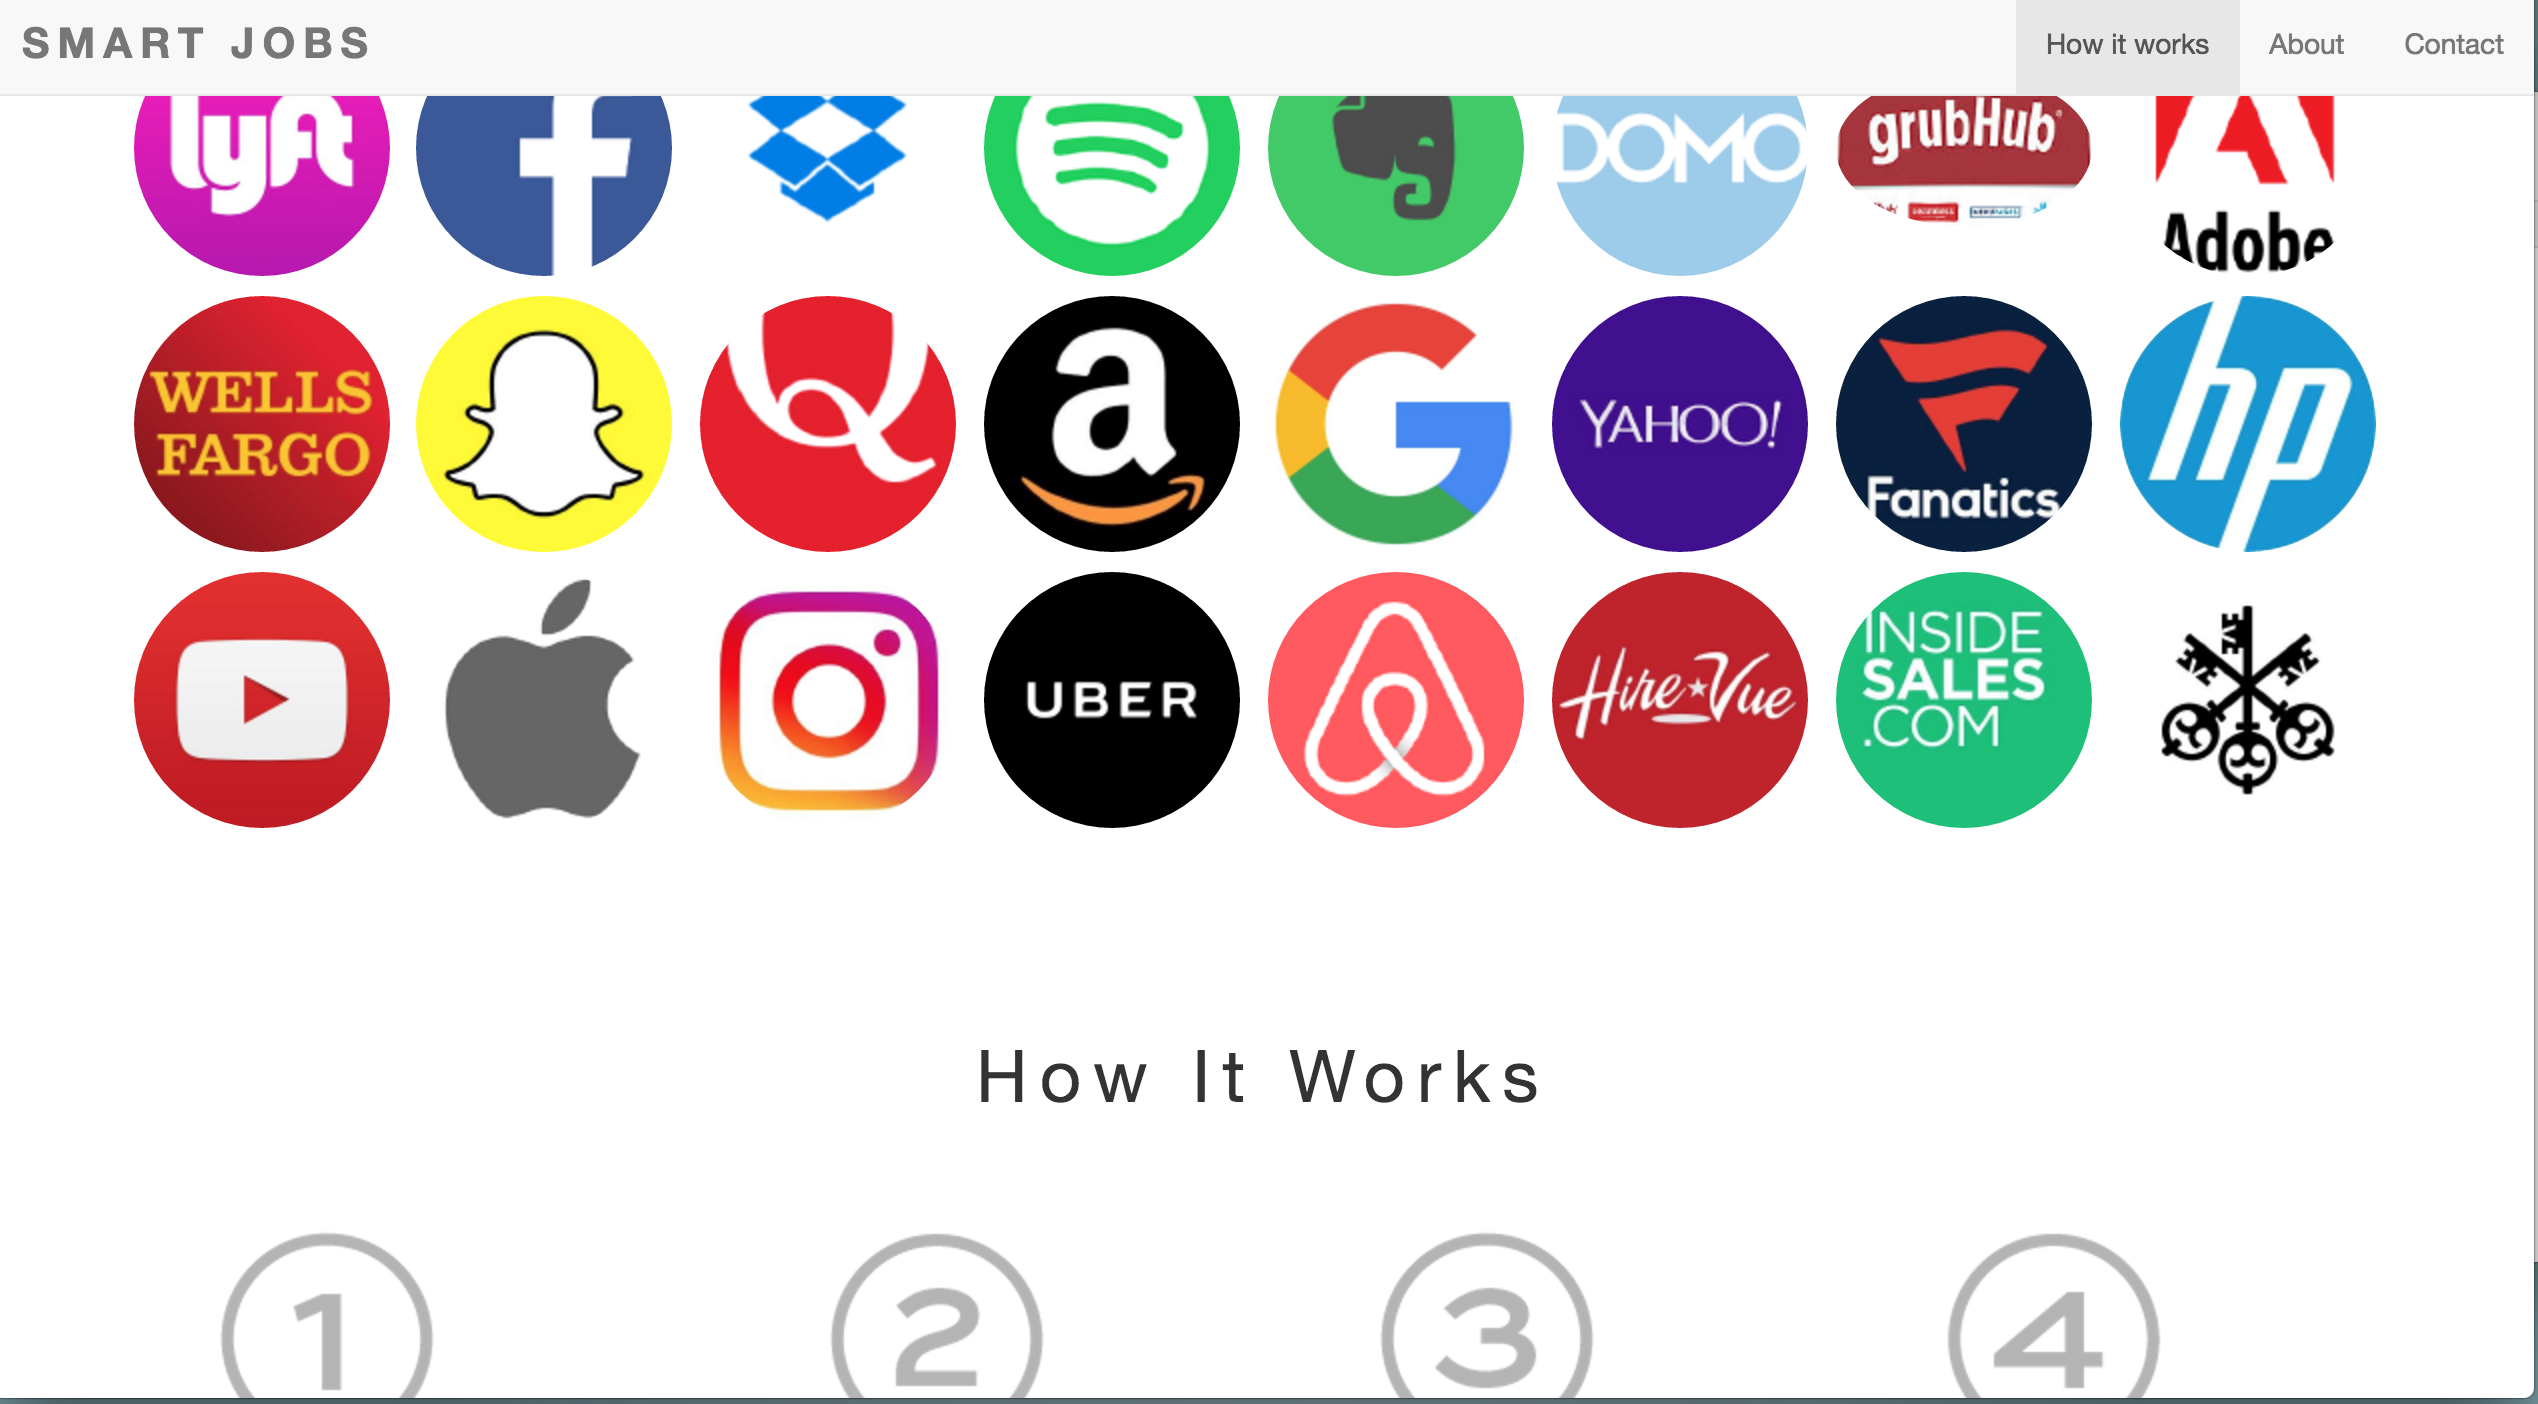 SMART JOBS
How it works
About
Contact
lyft
f
DOMO
grubHub
Adobe
WELLS
FARGO
Q
a
G
YAHOO!
Fanatics
hp
UBER
HireVue
INSIDE
SALES
.COM
How It Works
1
2
3
4